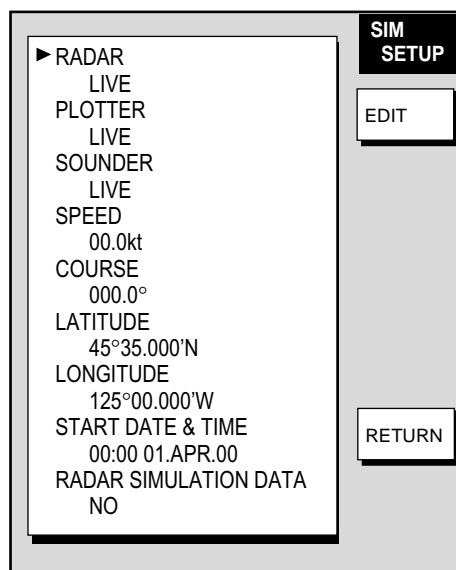 SIM
SETUP
▶ RADAR
LIVE
PLOTTER
LIVE
SOUNDER
LIVE
SPEED
00.0kt
COURSE
000.0°
LATITUDE
45°35.000’N
LONGITUDE
125°00.000’W
START DATE & TIME
00:00 01.APR.00
RADAR SIMULATION DATA
NO
EDIT
RETURN